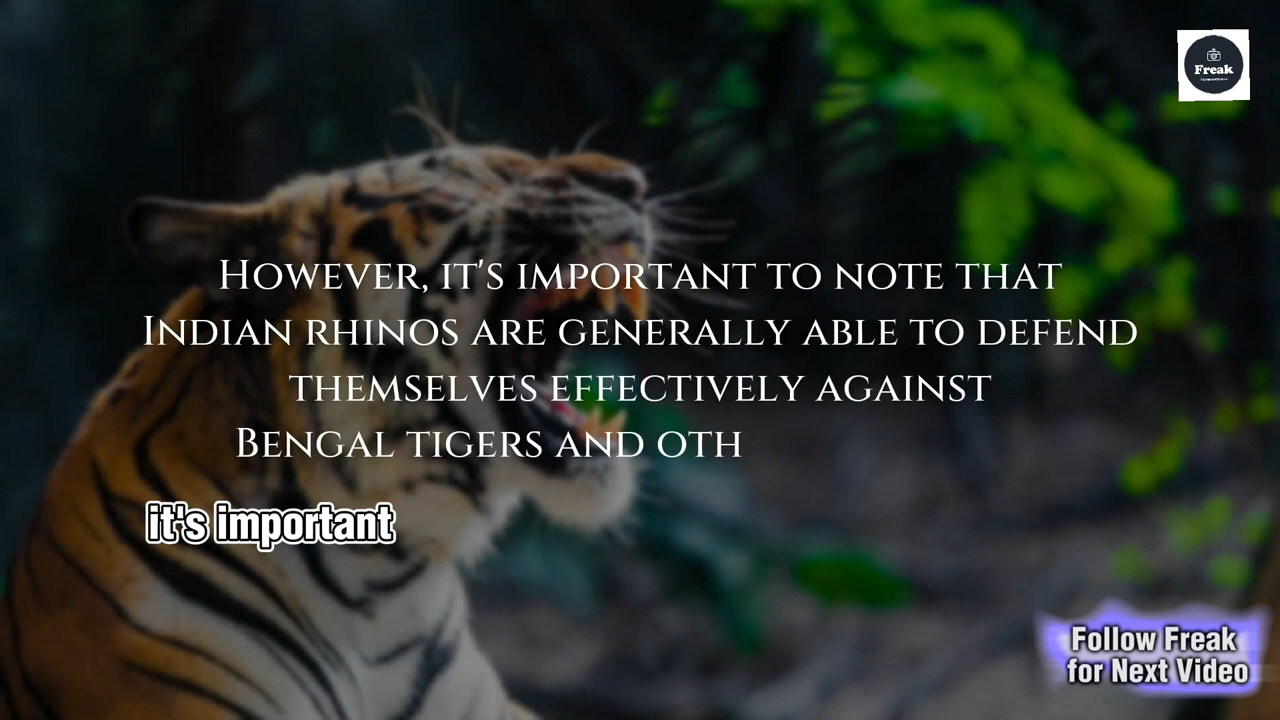 Freak
However, it's important to note that
Indian rhinos are generally able to defend
themselves effectively against
Bengal tigers and oth
it's important
Follow Freak
for Next Video